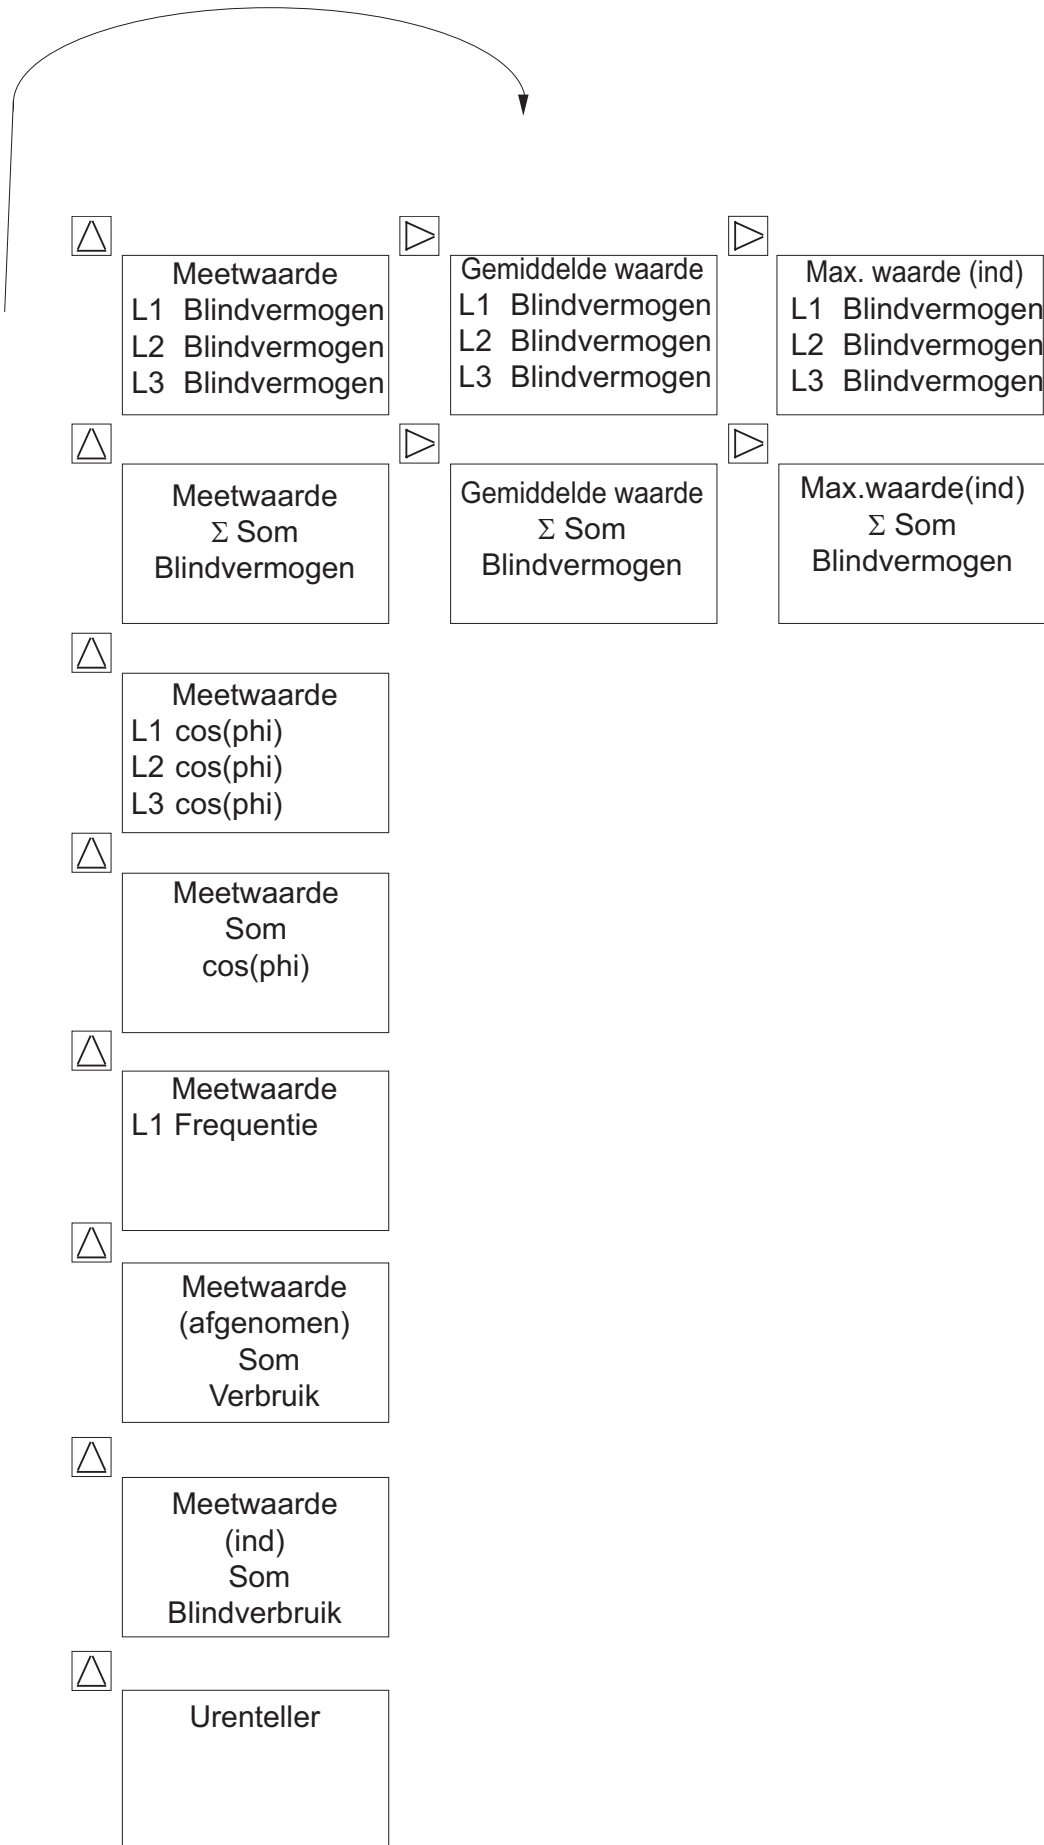 Meetwaarde
L1 Blindvermogen
L2 Blindvermogen
L3 Blindvermogen
Gemiddelde waarde
L1 Blindvermogen
L2 Blindvermogen
L3 Blindvermogen
Max. waarde (ind)
L1 Blindvermogen
L2 Blindvermogen
L3 Blindvermogen
Meetwaarde
Σ Som
Blindvermogen
Gemiddelde waarde
Σ Som
Blindvermogen
Max.waarde(ind)
Σ Som
Blindvermogen
Meetwaarde
L1 cos(phi)
L2 cos(phi)
L3 cos(phi)
Meetwaarde
Som
cos(phi)
Meetwaarde
L1 Frequentie
Meetwaarde
(afgenomen)
Som
Verbruik
Meetwaarde
(ind)
Som
Blindverbruik
Urenteller